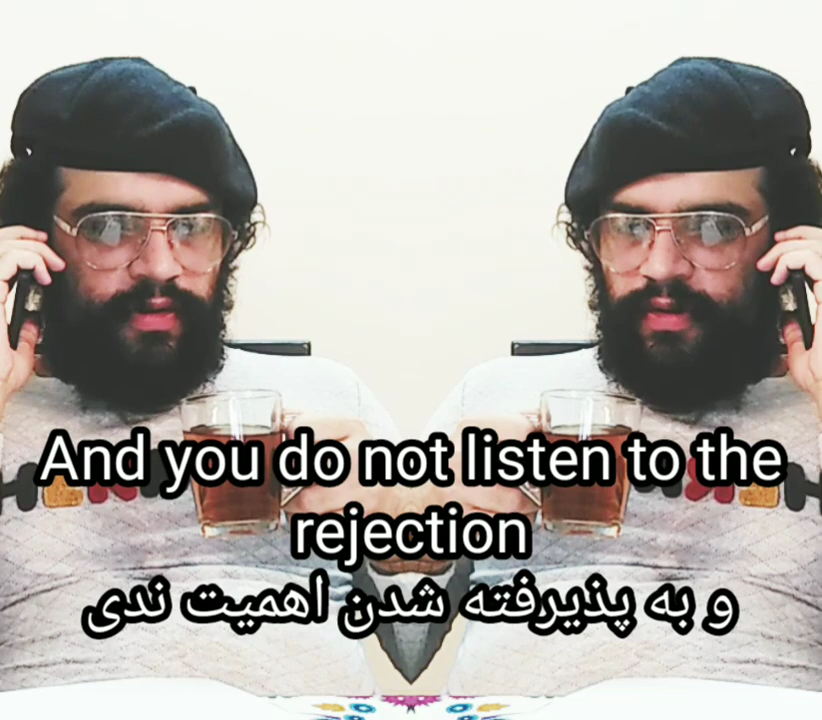 And you do not listen to the
rejection
و به پذیرفته شدن اهمیت ندی